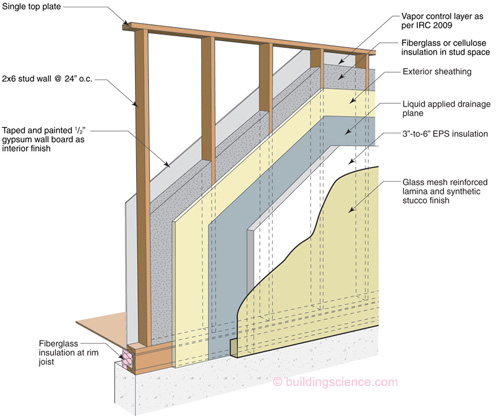 Single top plate
2x6 stud wall @ 24" o.c.
Taped and painted 1/2"
gypsum wall board as
interior finish
Fiberglass
insulation at rim
joist
Vapor control layer as
per IRC 2009
Fiberglass or cellulose
insulation in stud space
Exterior sheathing
Liquid applied drainage
plane
3"-to-6" EPS insulation
Glass mesh reinforced
lamina and synthetic
stucco finish
© buildingscience.com